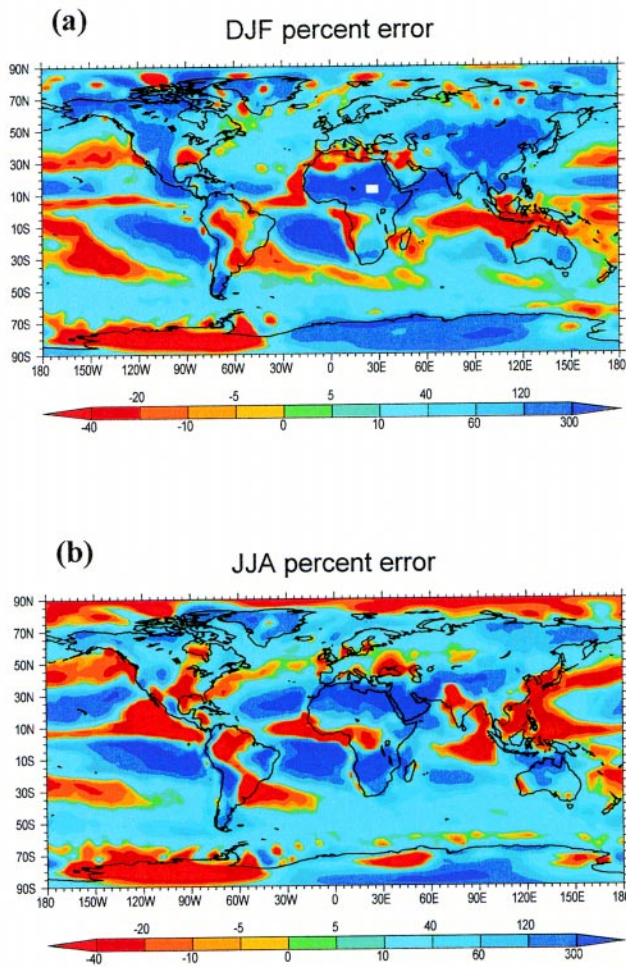 (a)
DJF percent error
90N
70N
50N
30N
10N
10S
30S
50S
70S
90S
180 150W 120W 90W 60W 30W 0 30E 60E 90E 120E 150E 180
-20 -5 5 40 120
-40 -10 0 10 60 300
(b)
JJA percent error
90N
70N
50N
30N
10N
10S
30S
50S
70S
90S
180 150W 120W 90W 60W 30W 0 30E 60E 90E 120E 150E 180
-20 -5 5 40 120
-40 -10 0 10 60 300